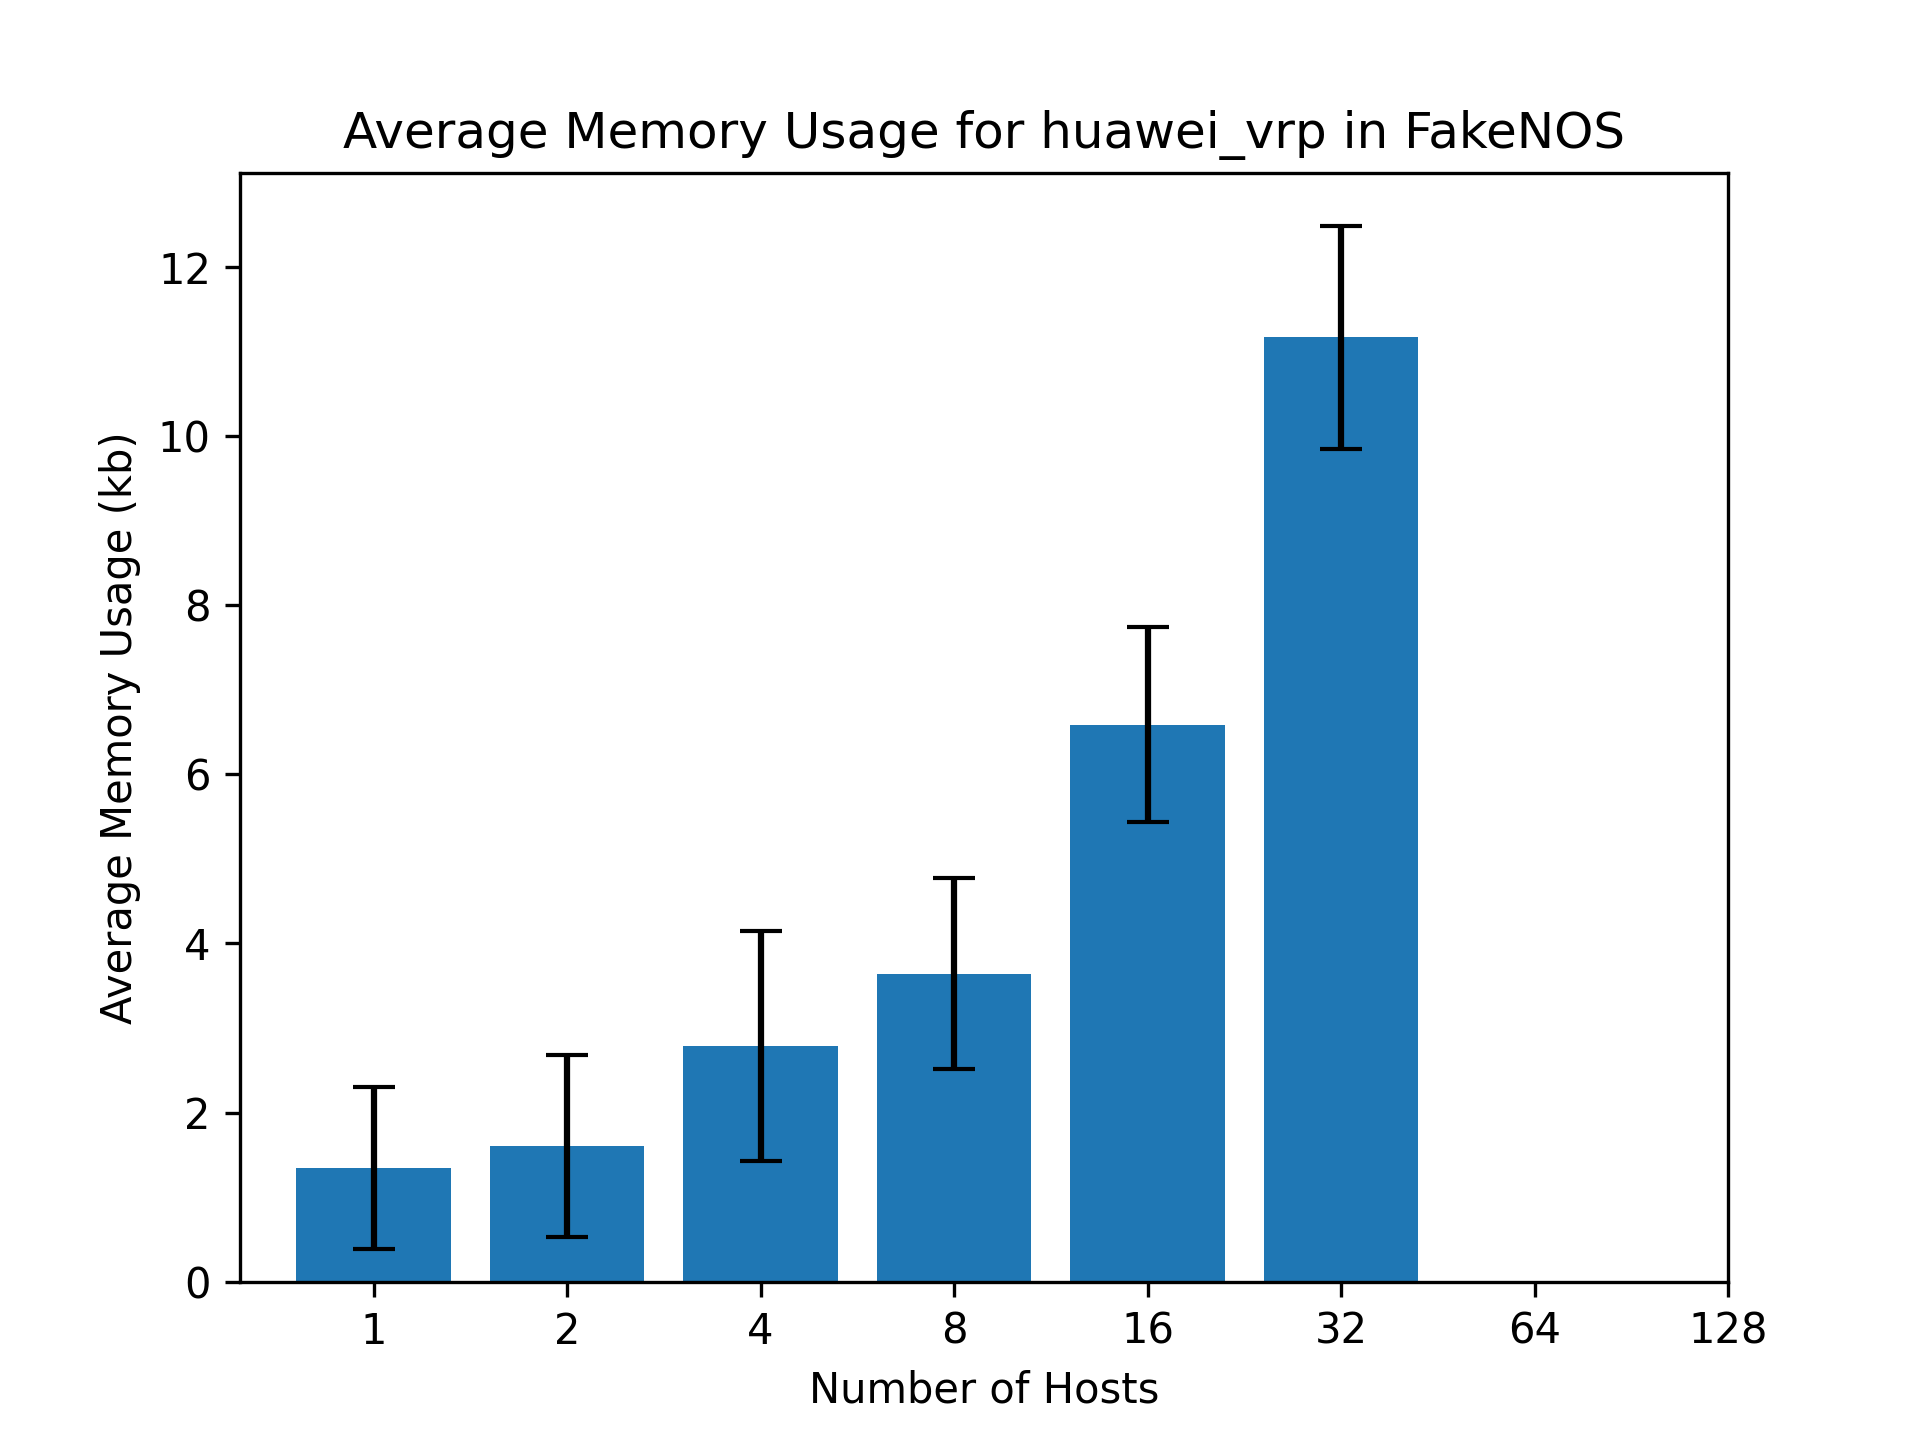 Average Memory Usage for huawei_vrp in FakeNOS
Average Memory Usage (kb)
12
10
8
6
4
2
0
1 2 4 8 16 32 64 128
Number of Hosts